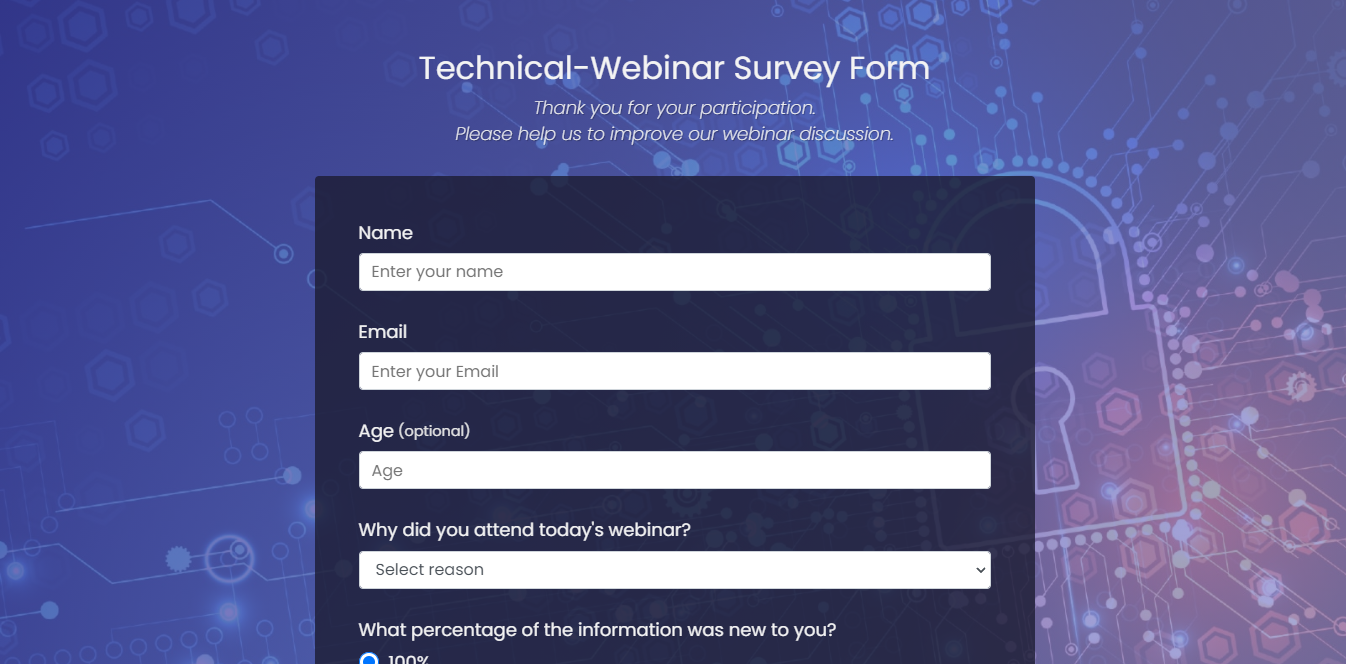 Technical-Webinar Survey Form
Thank you for your participation.
Please help us to improve our webinar discussion.
Name
Enter your name
Email
Enter your Email
Age (optional)
Age
Why did you attend today's webinar?
Select reason
What percentage of the information was new to you?
100%